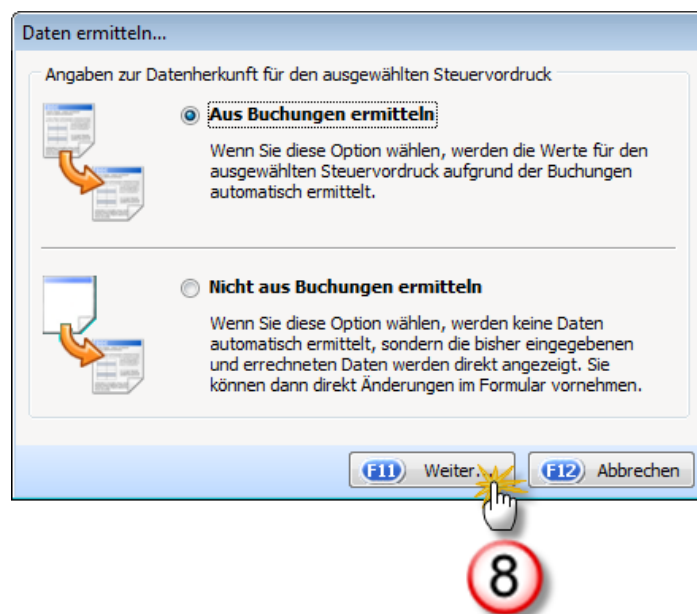 Daten ermitteln...
Angaben zur Datenherkunft für den ausgewählten Steuervordruck
Aus Buchungen ermitteln
Wenn Sie diese Option wählen, werden die Werte für den
ausgewählten Steuervordruck aufgrund der Buchungen
automatisch ermittelt.
Nicht aus Buchungen ermitteln
Wenn Sie diese Option wählen, werden keine Daten
automatisch ermittelt, sondern die bisher eingegebenen
und errechneten Daten werden direkt angezeigt. Sie
können dann direkt Änderungen im Formular vornehmen.
F11 Weiter... F12 Abbrechen
8